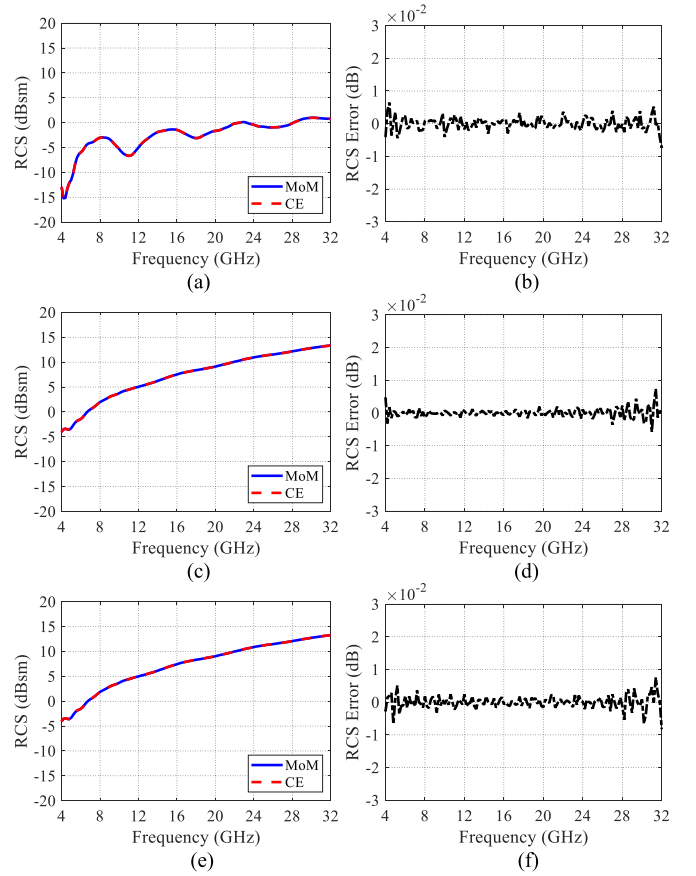 20
15
10
5
0
-5
-10
-15
-20
RCS (dBsm)
MoM
CE
4 8 12 16 20 24 28 32
Frequency (GHz)
(a)
×10⁻²
3
2
1
0
-1
-2
-3
RCS Error (dB)
4 8 12 16 20 24 28 32
Frequency (GHz)
(b)
20
15
10
5
0
-5
-10
-15
-20
RCS (dBsm)
MoM
CE
4 8 12 16 20 24 28 32
Frequency (GHz)
(c)
×10⁻²
3
2
1
0
-1
-2
-3
RCS Error (dB)
4 8 12 16 20 24 28 32
Frequency (GHz)
(d)
20
15
10
5
0
-5
-10
-15
-20
RCS (dBsm)
MoM
CE
4 8 12 16 20 24 28 32
Frequency (GHz)
(e)
×10⁻²
3
2
1
0
-1
-2
-3
RCS Error (dB)
4 8 12 16 20 24 28 32
Frequency (GHz)
(f)